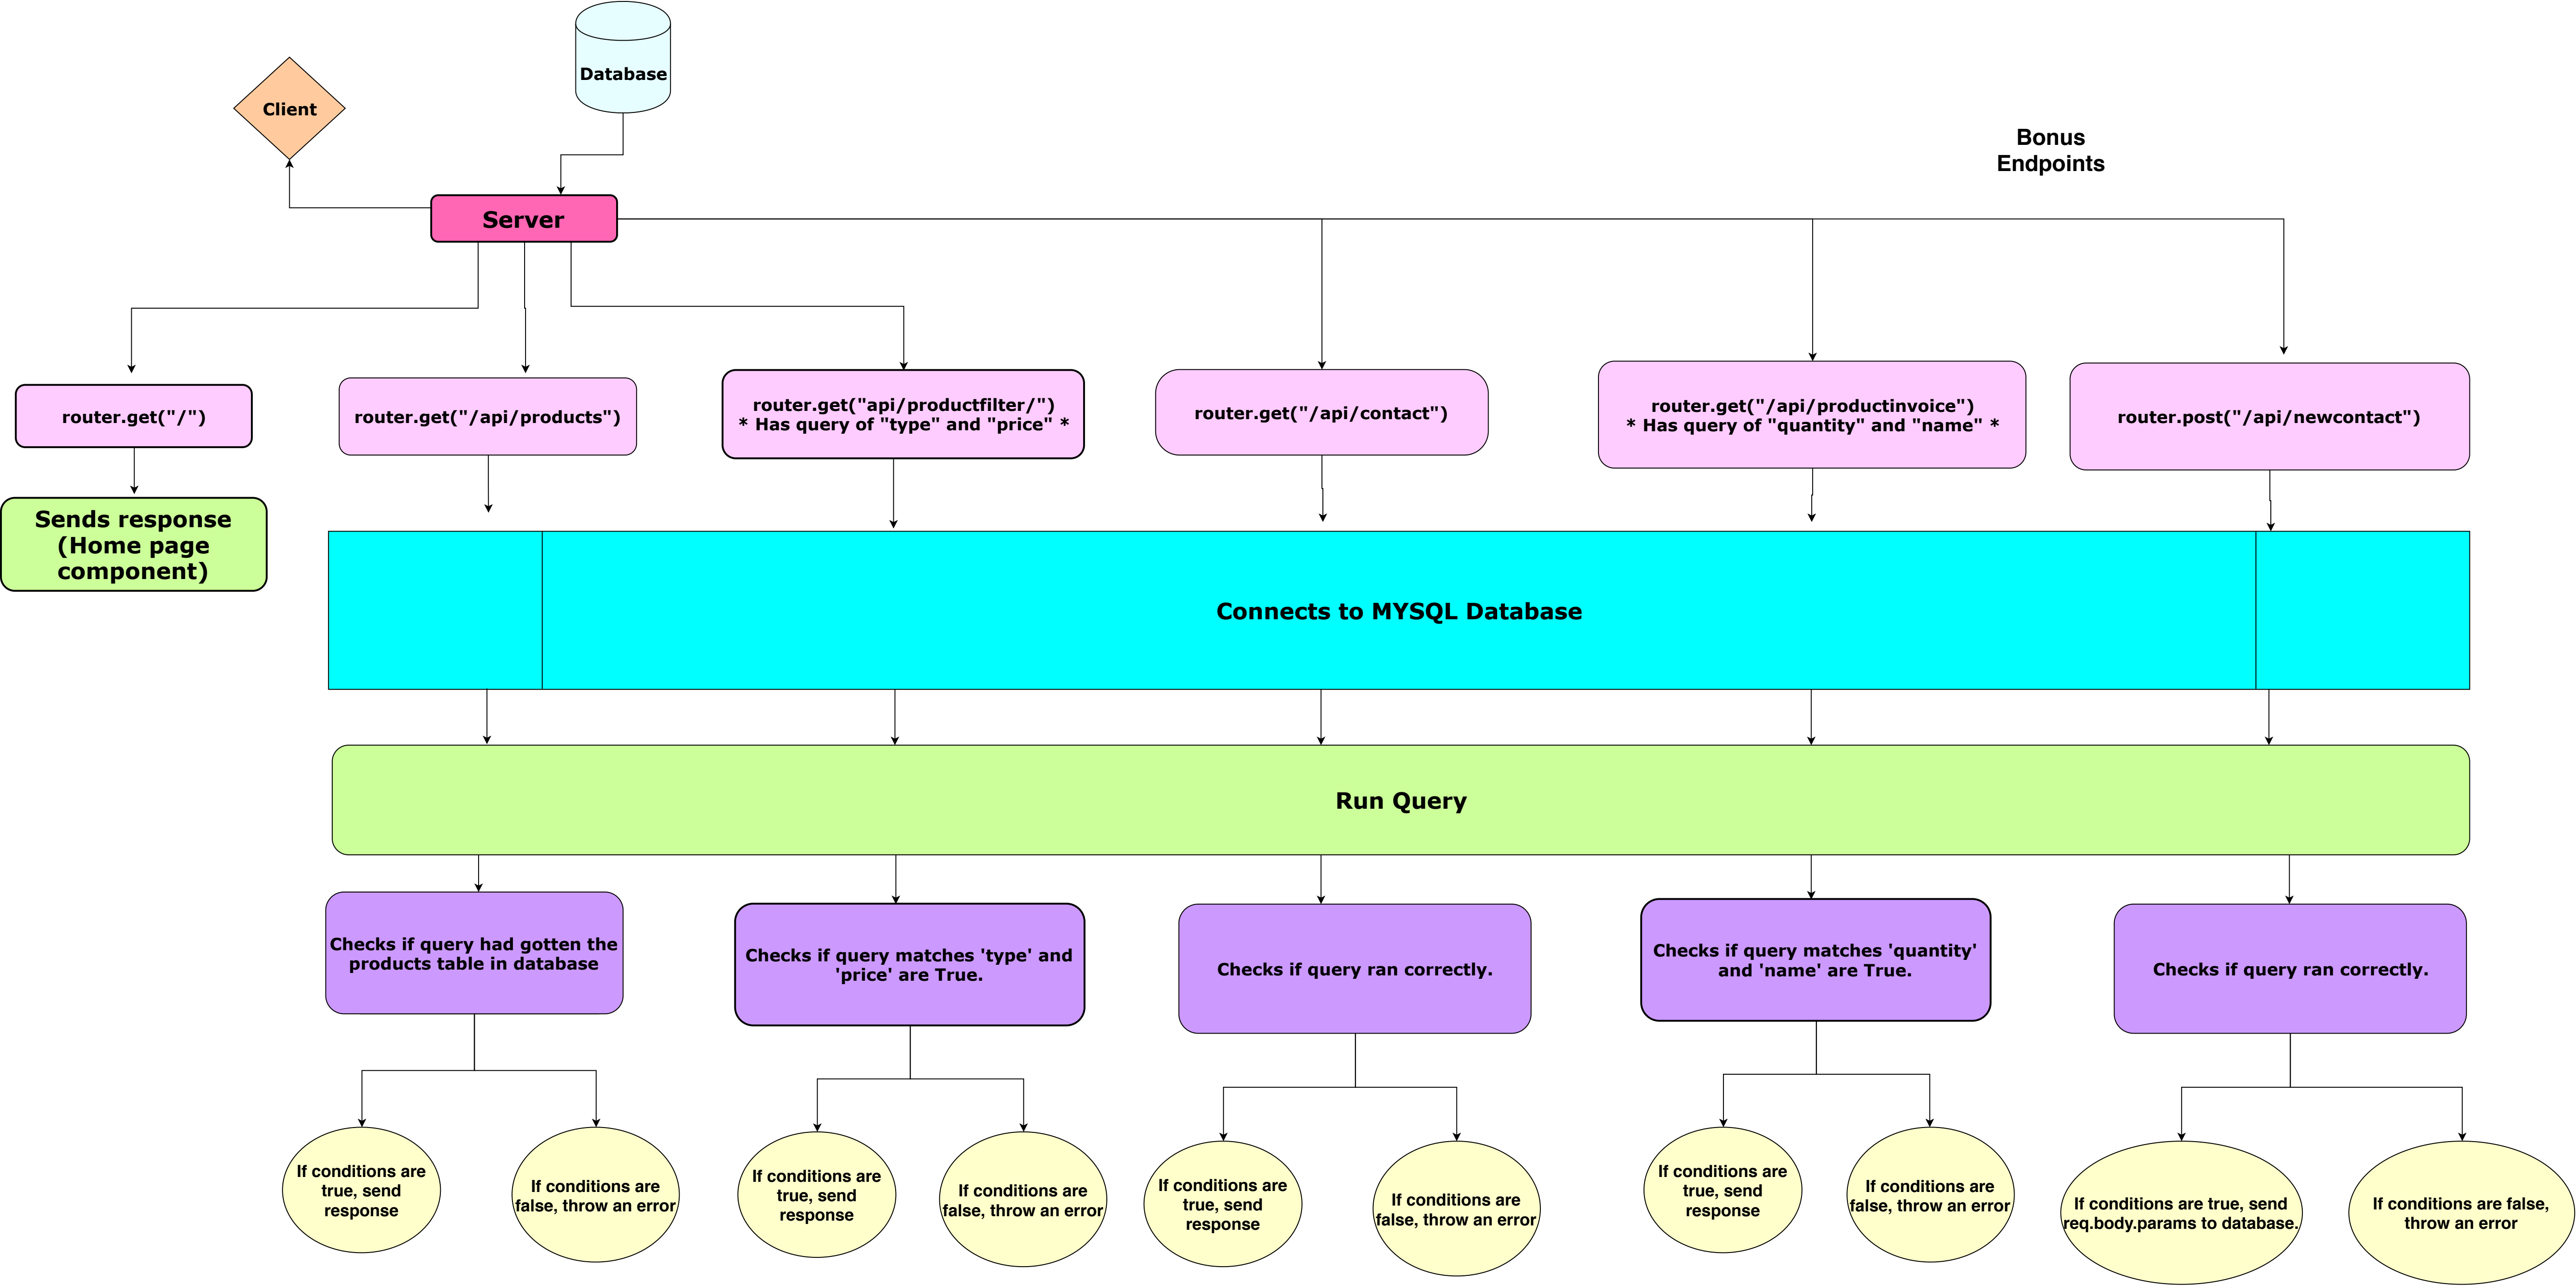 Database
Client
Bonus
Endpoints
Server
router.get("/")
router.get("/api/products")
router.get("api/productfilter/")
* Has query of "type" and "price" *
router.get("/api/contact")
router.get("/api/productinvoice")
* Has query of "quantity" and "name" *
router.post("/api/newcontact")
Sends response
(Home page
component)
Connects to MYSQL Database
Run Query
Checks if query had gotten the
products table in database
Checks if query matches 'type' and
'price' are True.
Checks if query ran correctly.
Checks if query matches 'quantity'
and 'name' are True.
Checks if query ran correctly.
If conditions are
true, send
response
If conditions are
false, throw an error
If conditions are
true, send
response
If conditions are
false, throw an error
If conditions are
true, send
response
If conditions are
false, throw an error
If conditions are
true, send
response
If conditions are
false, throw an error
If conditions are true, send
req.body.params to database.
If conditions are false,
throw an error